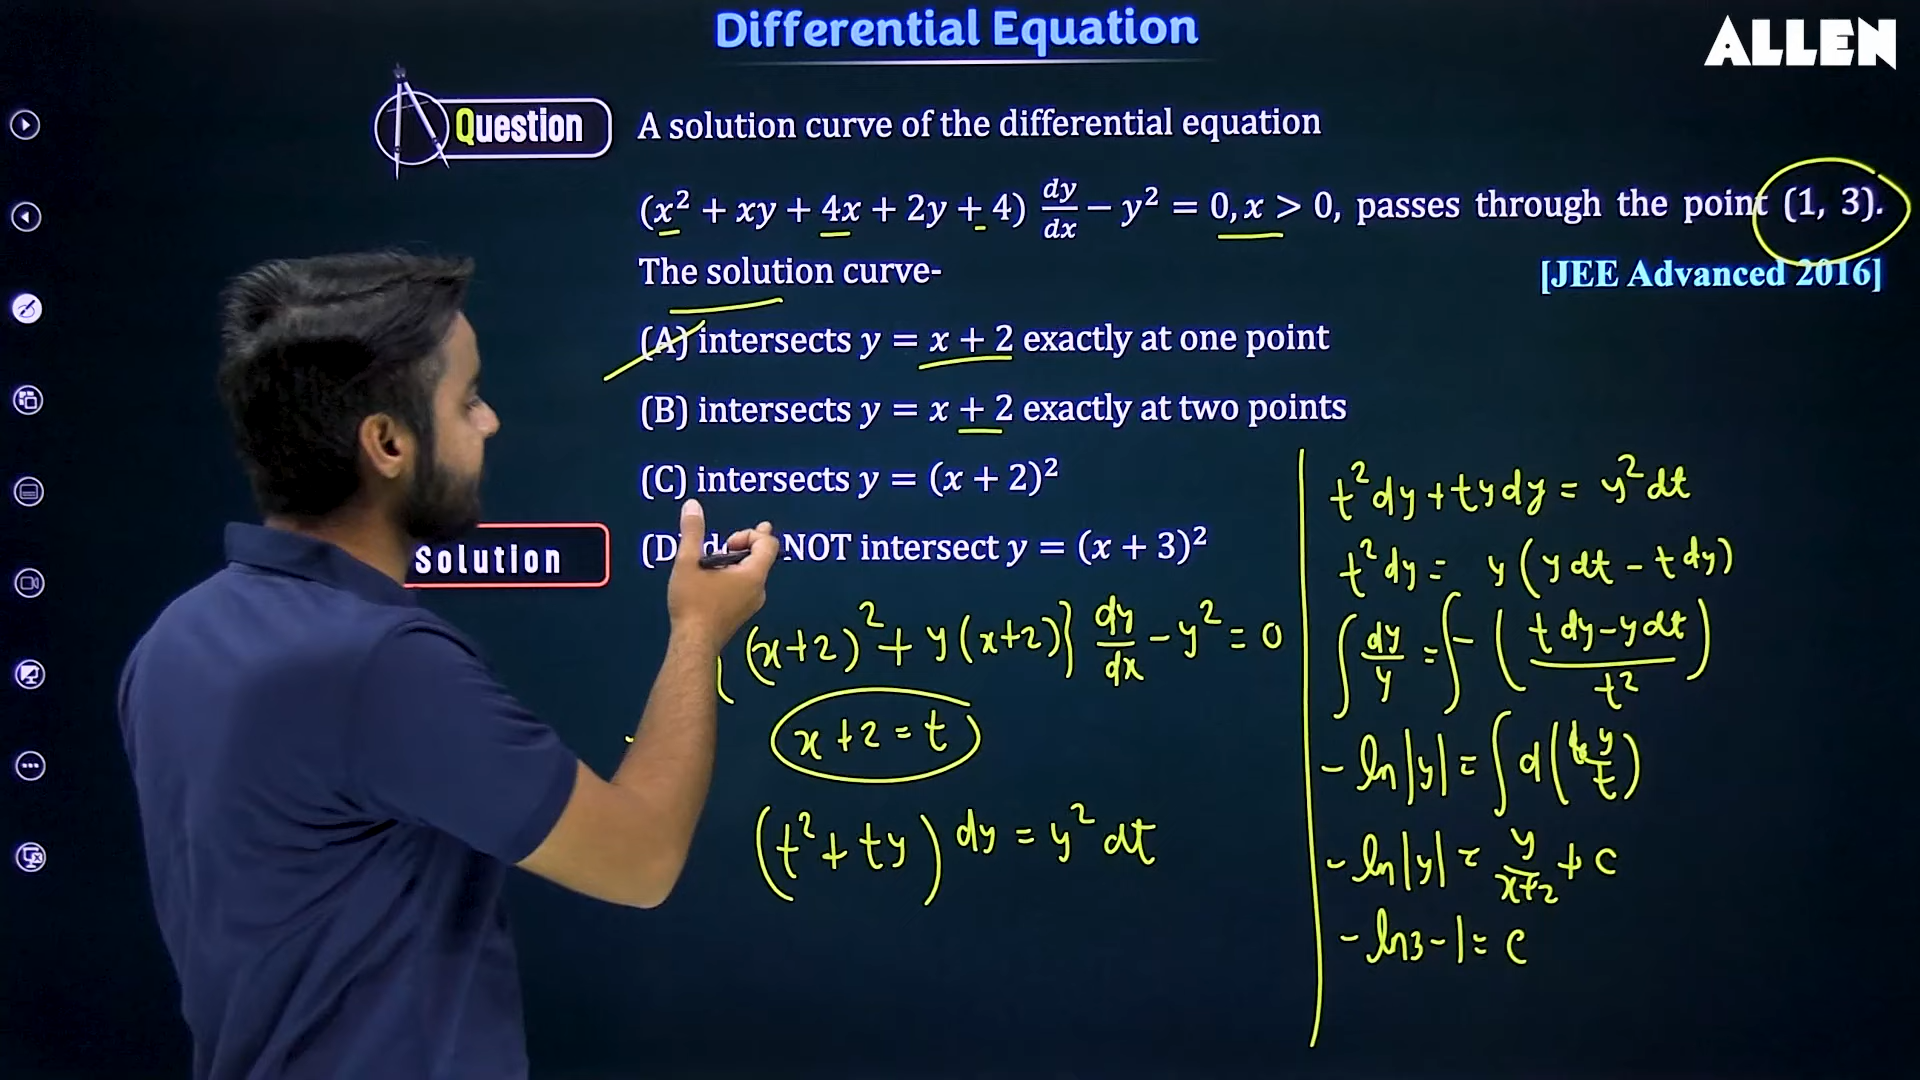 Differential Equation
ALLEN
Question
A solution curve of the differential equation
(x² + xy + 4x + 2y + 4) dy/dx − y² = 0, x > 0, passes through the point (1, 3).
The solution curve-
[JEE Advanced 2016]
(A) intersects y = x + 2 exactly at one point
(B) intersects y = x + 2 exactly at two points
(C) intersects y = (x + 2)²
(D) NOT intersect y = (x + 3)²
Solution
{(x+2)² + y(x+2)} dy/dx − y² = 0
x+2 = t
(t² + ty) dy = y² dt
t² dy + ty dy = y² dt
t² dy = y (y dt − t dy)
∫ dy/y = ∫ − (t dy − y dt / t²)
− ln|y| = ∫ d(y/t)
− ln|y| = y/x+2 + c
− ln3 − 1 = c